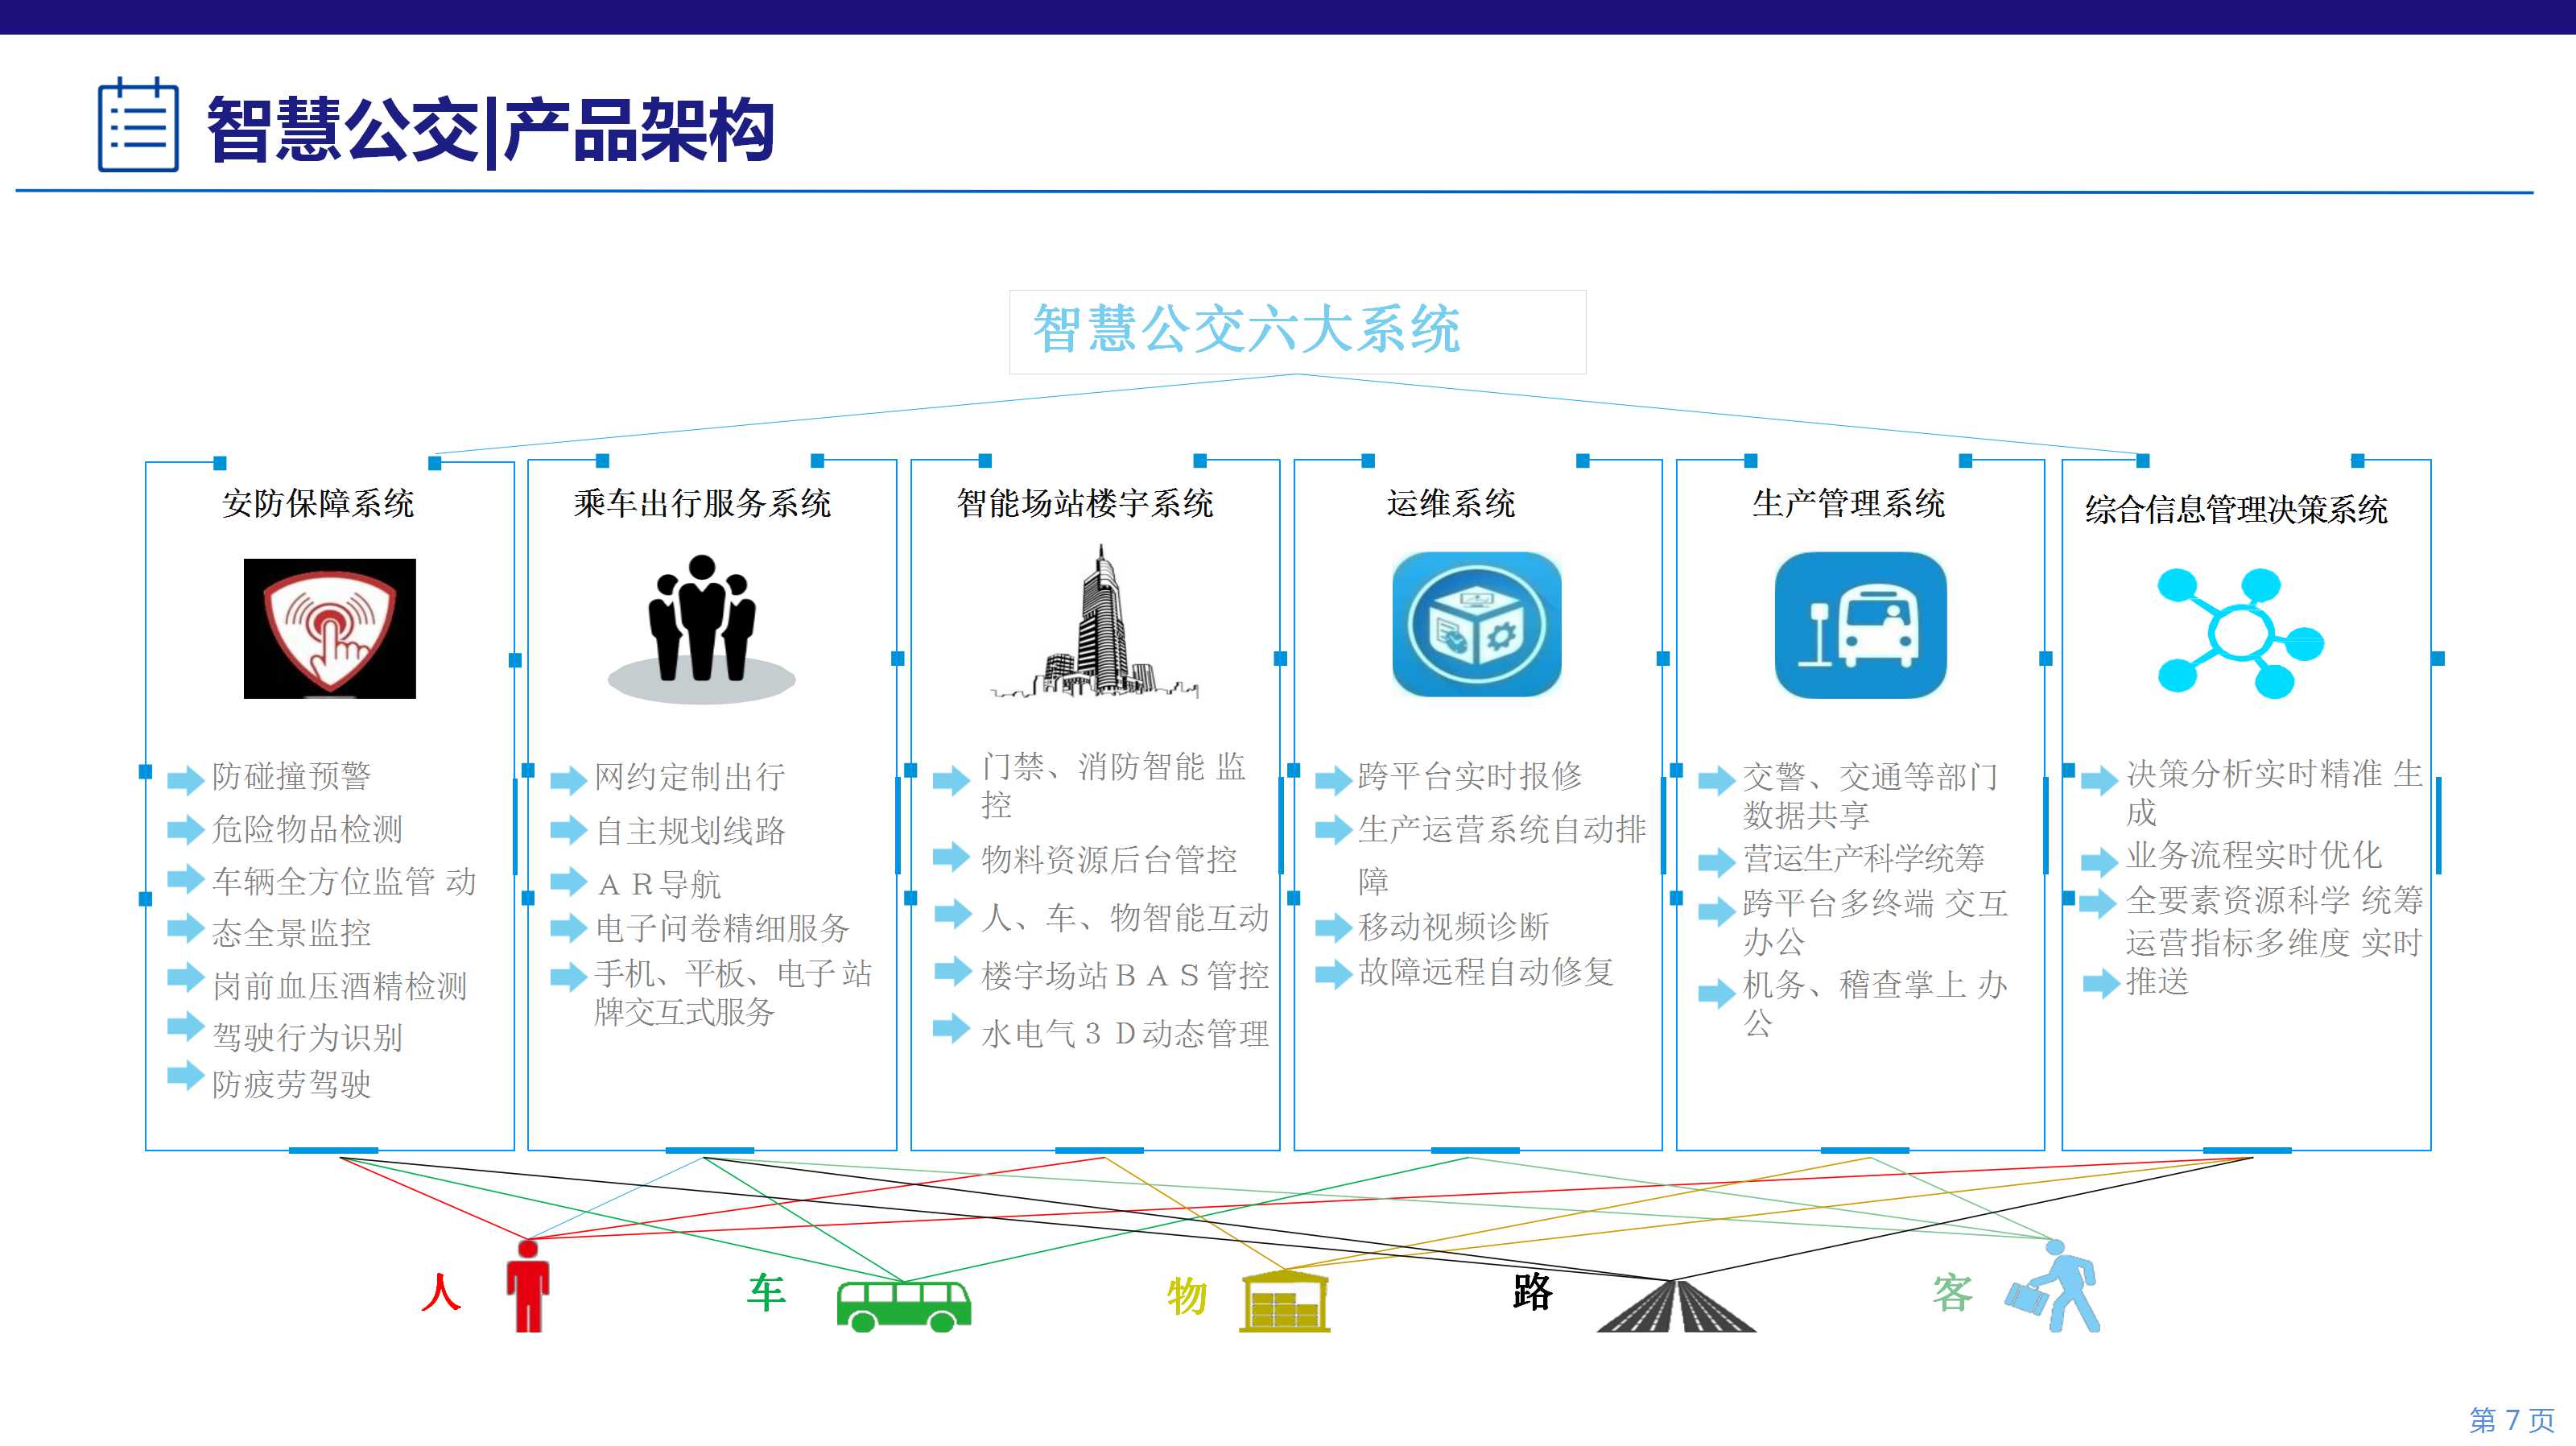 智慧公交|产品架构
智慧公交六大系统
安防保障系统
防碰撞预警
危险物品检测
车辆全方位监管 动
态全景监控
岗前血压酒精检测
驾驶行为识别
防疲劳驾驶
乘车出行服务系统
网约定制出行
自主规划线路
ＡＲ导航
电子问卷精细服务
手机、平板、电子 站
牌交互式服务
智能场站楼宇系统
门禁、消防智能 监
控
物料资源后台管控
人、车、物智能互动
楼宇场站ＢＡＳ管控
水电气３Ｄ动态管理
运维系统
跨平台实时报修
生产运营系统自动排
障
移动视频诊断
故障远程自动修复
生产管理系统
交警、交通等部门
数据共享
营运生产科学统筹
跨平台多终端 交互
办公
机务、稽查掌上 办
公
综合信息管理决策系统
决策分析实时精准 生
成
业务流程实时优化
全要素资源科学 统筹
运营指标多维度 实时
推送
人
车
物
路
客
第 7 页